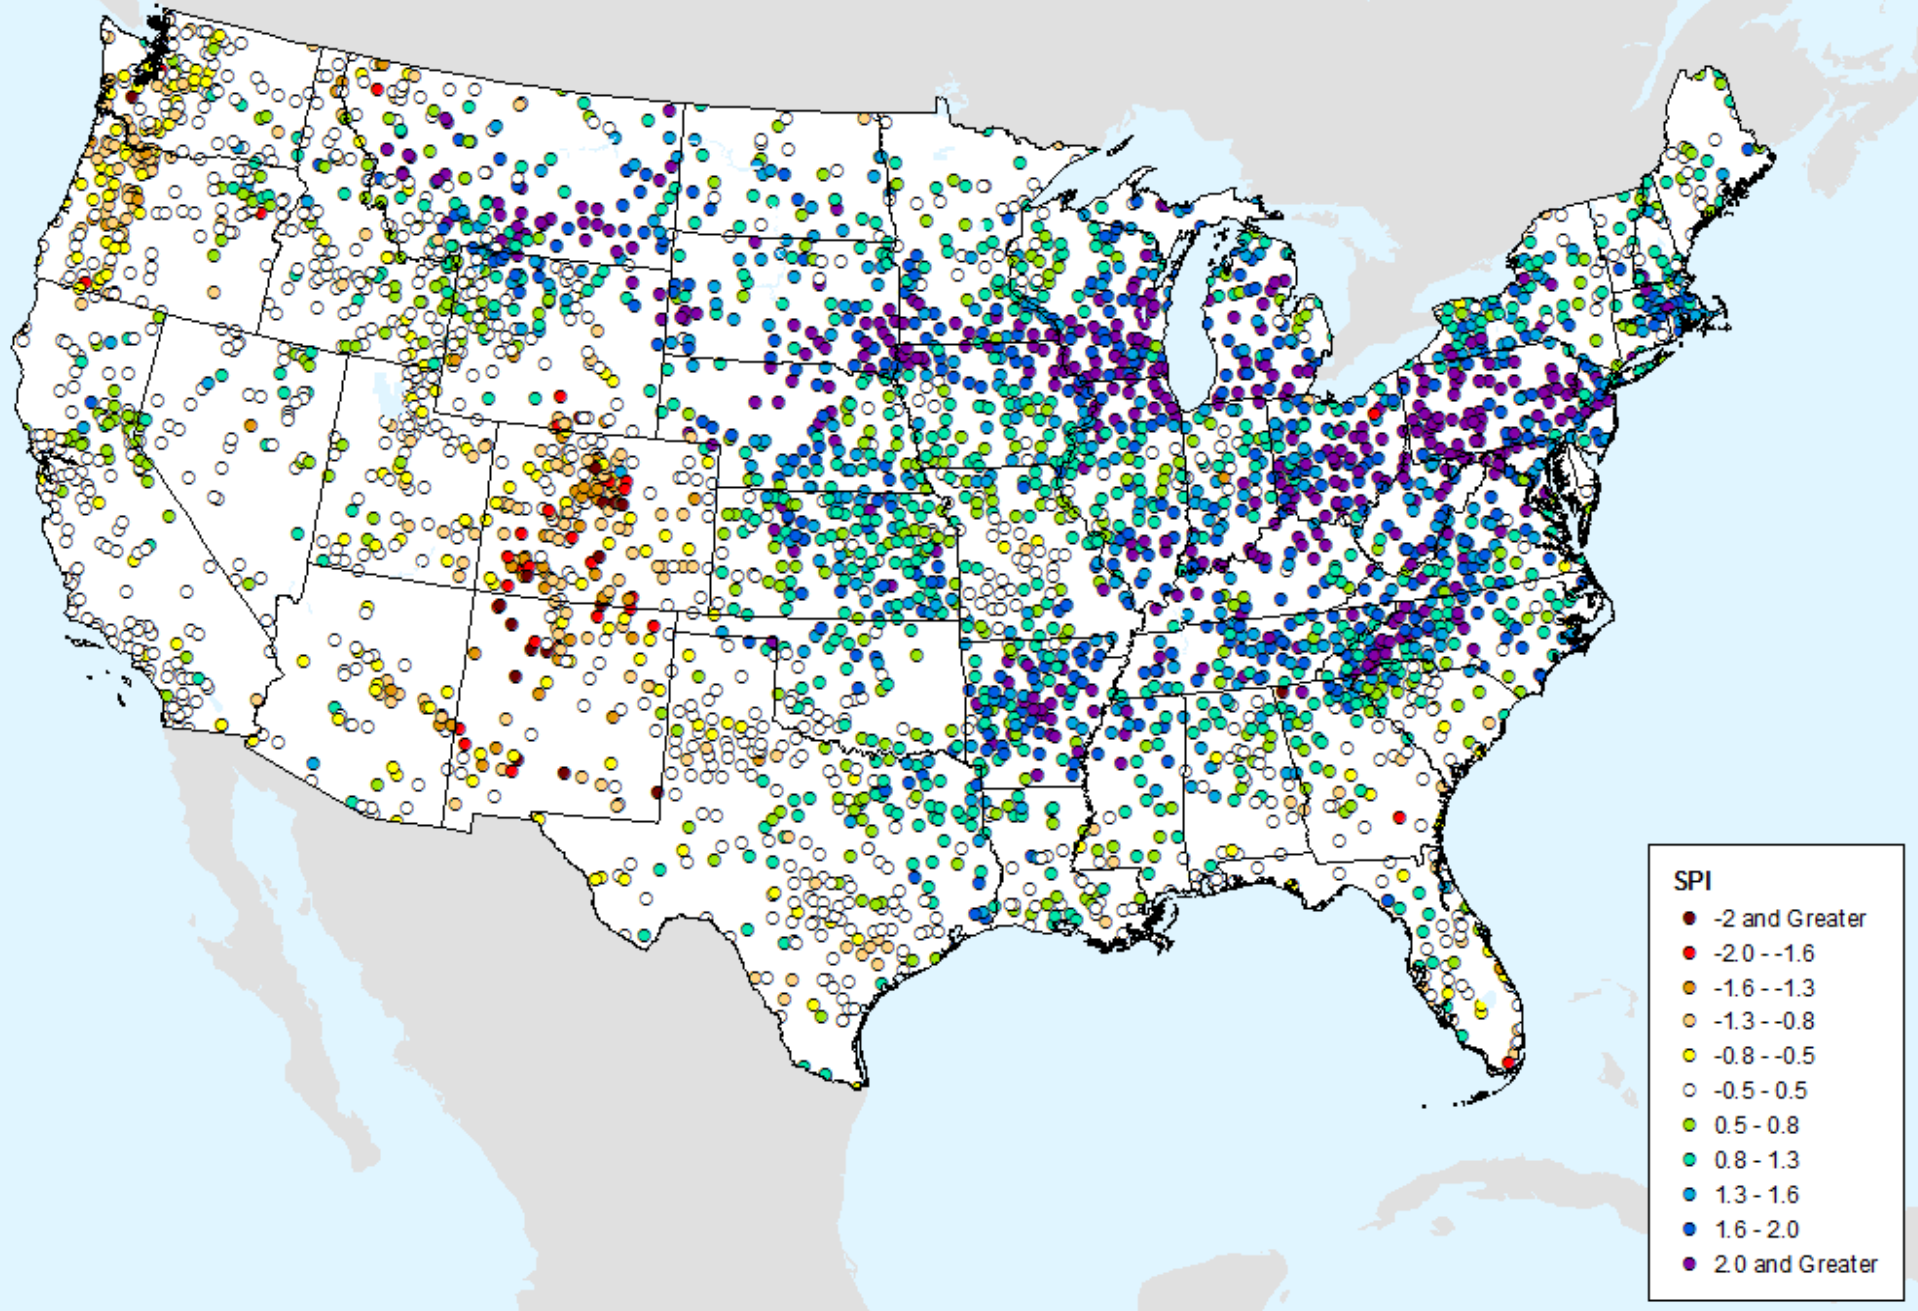 SPI
-2 and Greater
-2.0 - -1.6
-1.6 - -1.3
-1.3 - -0.8
-0.8 - -0.5
-0.5 - 0.5
0.5 - 0.8
0.8 - 1.3
1.3 - 1.6
1.6 - 2.0
2.0 and Greater